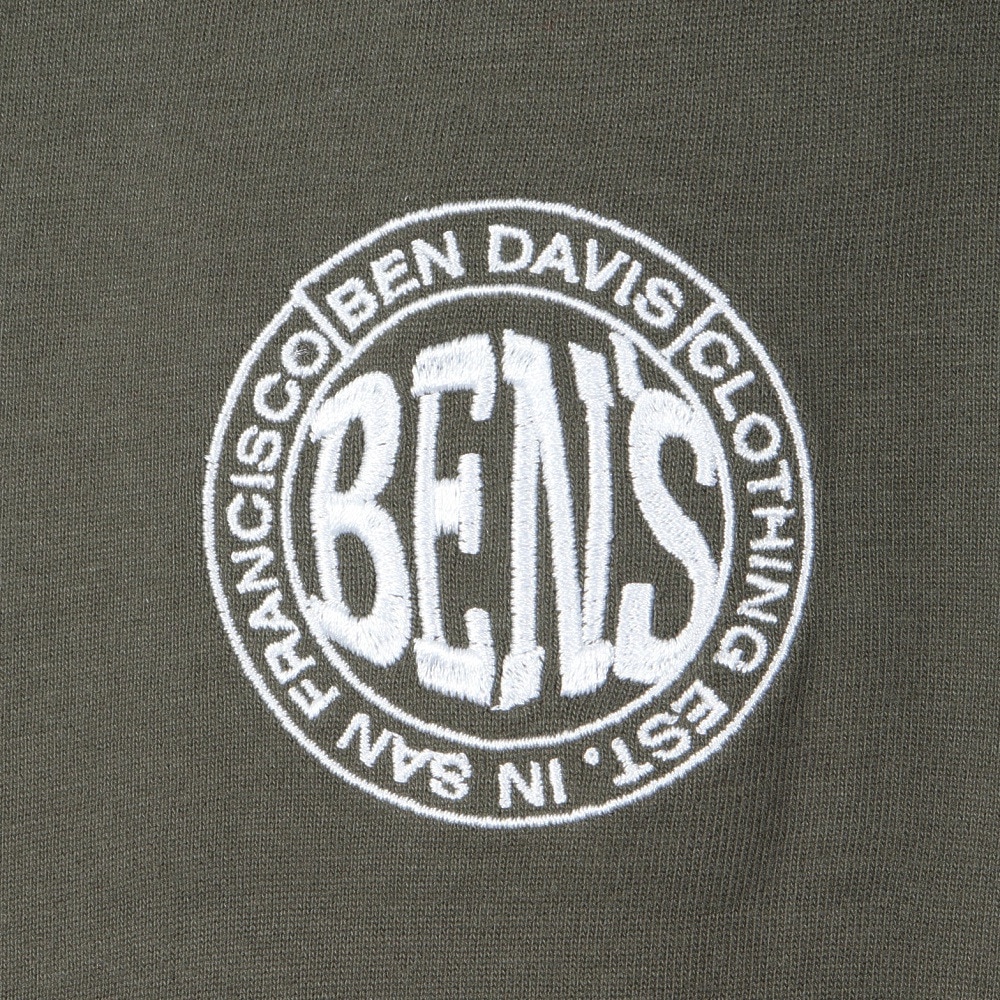 BEN DAVIS
CLOTHING EST. IN SAN FRANCISCO
BEN'S